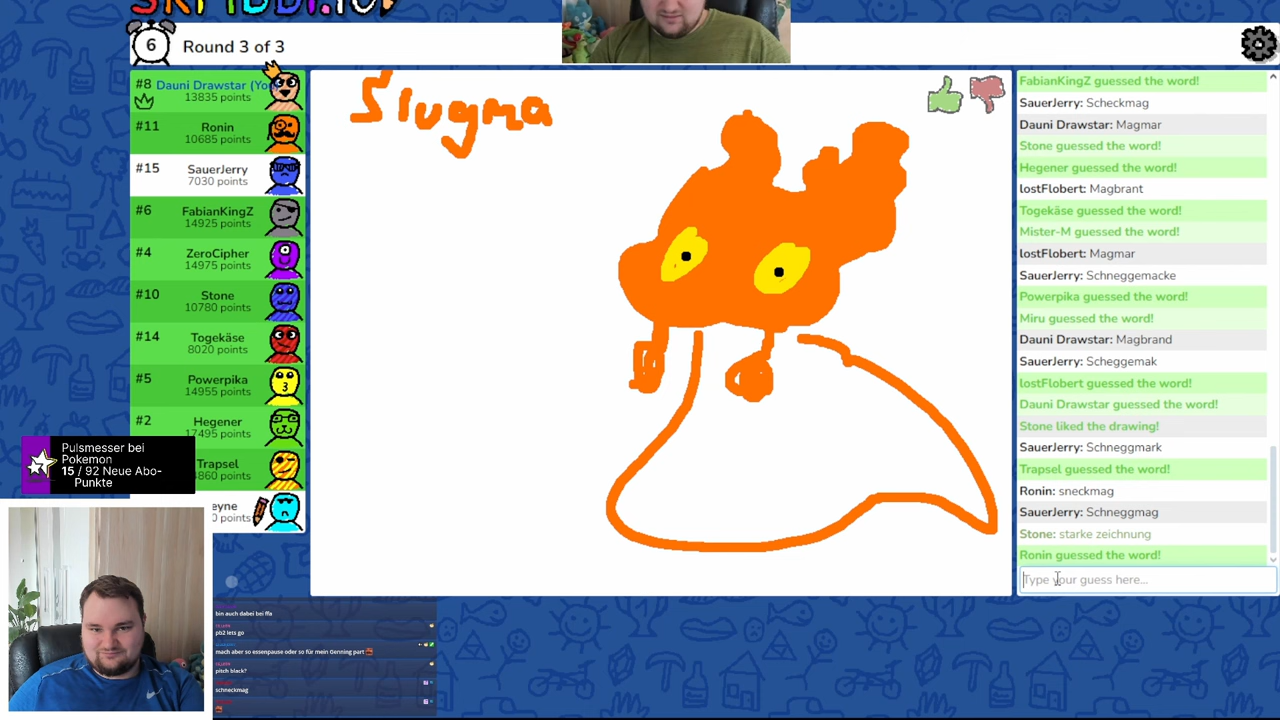 6 Round 3 of 3
Slugma
#8 Dauni Drawstar (You)
13835 points
#11 Ronin
10685 points
#15 SauerJerry
7030 points
#6 FabianKingZ
14925 points
#4 ZeroCipher
14975 points
#10 Stone
10780 points
#14 Togekäse
8020 points
#5 Powerpika
14955 points
#2 Hegener
17495 points
Trapsel
860 points
eyne
0 points
Pulsmesser bei
Pokemon
15 / 92 Neue Abo-
Punkte
bin auch dabei bei ffa
pb2 lets go
mach aber so essenpause oder so für mein Genning part
pitch black?
schneckmag
FabianKingZ guessed the word!
SauerJerry: Scheckmag
Dauni Drawstar: Magmar
Stone guessed the word!
Hegener guessed the word!
lostFlobert: Magbrant
Togekäse guessed the word!
Mister-M guessed the word!
lostFlobert: Magmar
SauerJerry: Schneggemacke
Powerpika guessed the word!
Miru guessed the word!
Dauni Drawstar: Magbrand
SauerJerry: Scheggemak
lostFlobert guessed the word!
Dauni Drawstar guessed the word!
Stone liked the drawing!
SauerJerry: Schneggmark
Trapsel guessed the word!
Ronin: sneckmag
SauerJerry: Schneggmag
Stone: starke zeichnung
Ronin guessed the word!
Type your guess here...